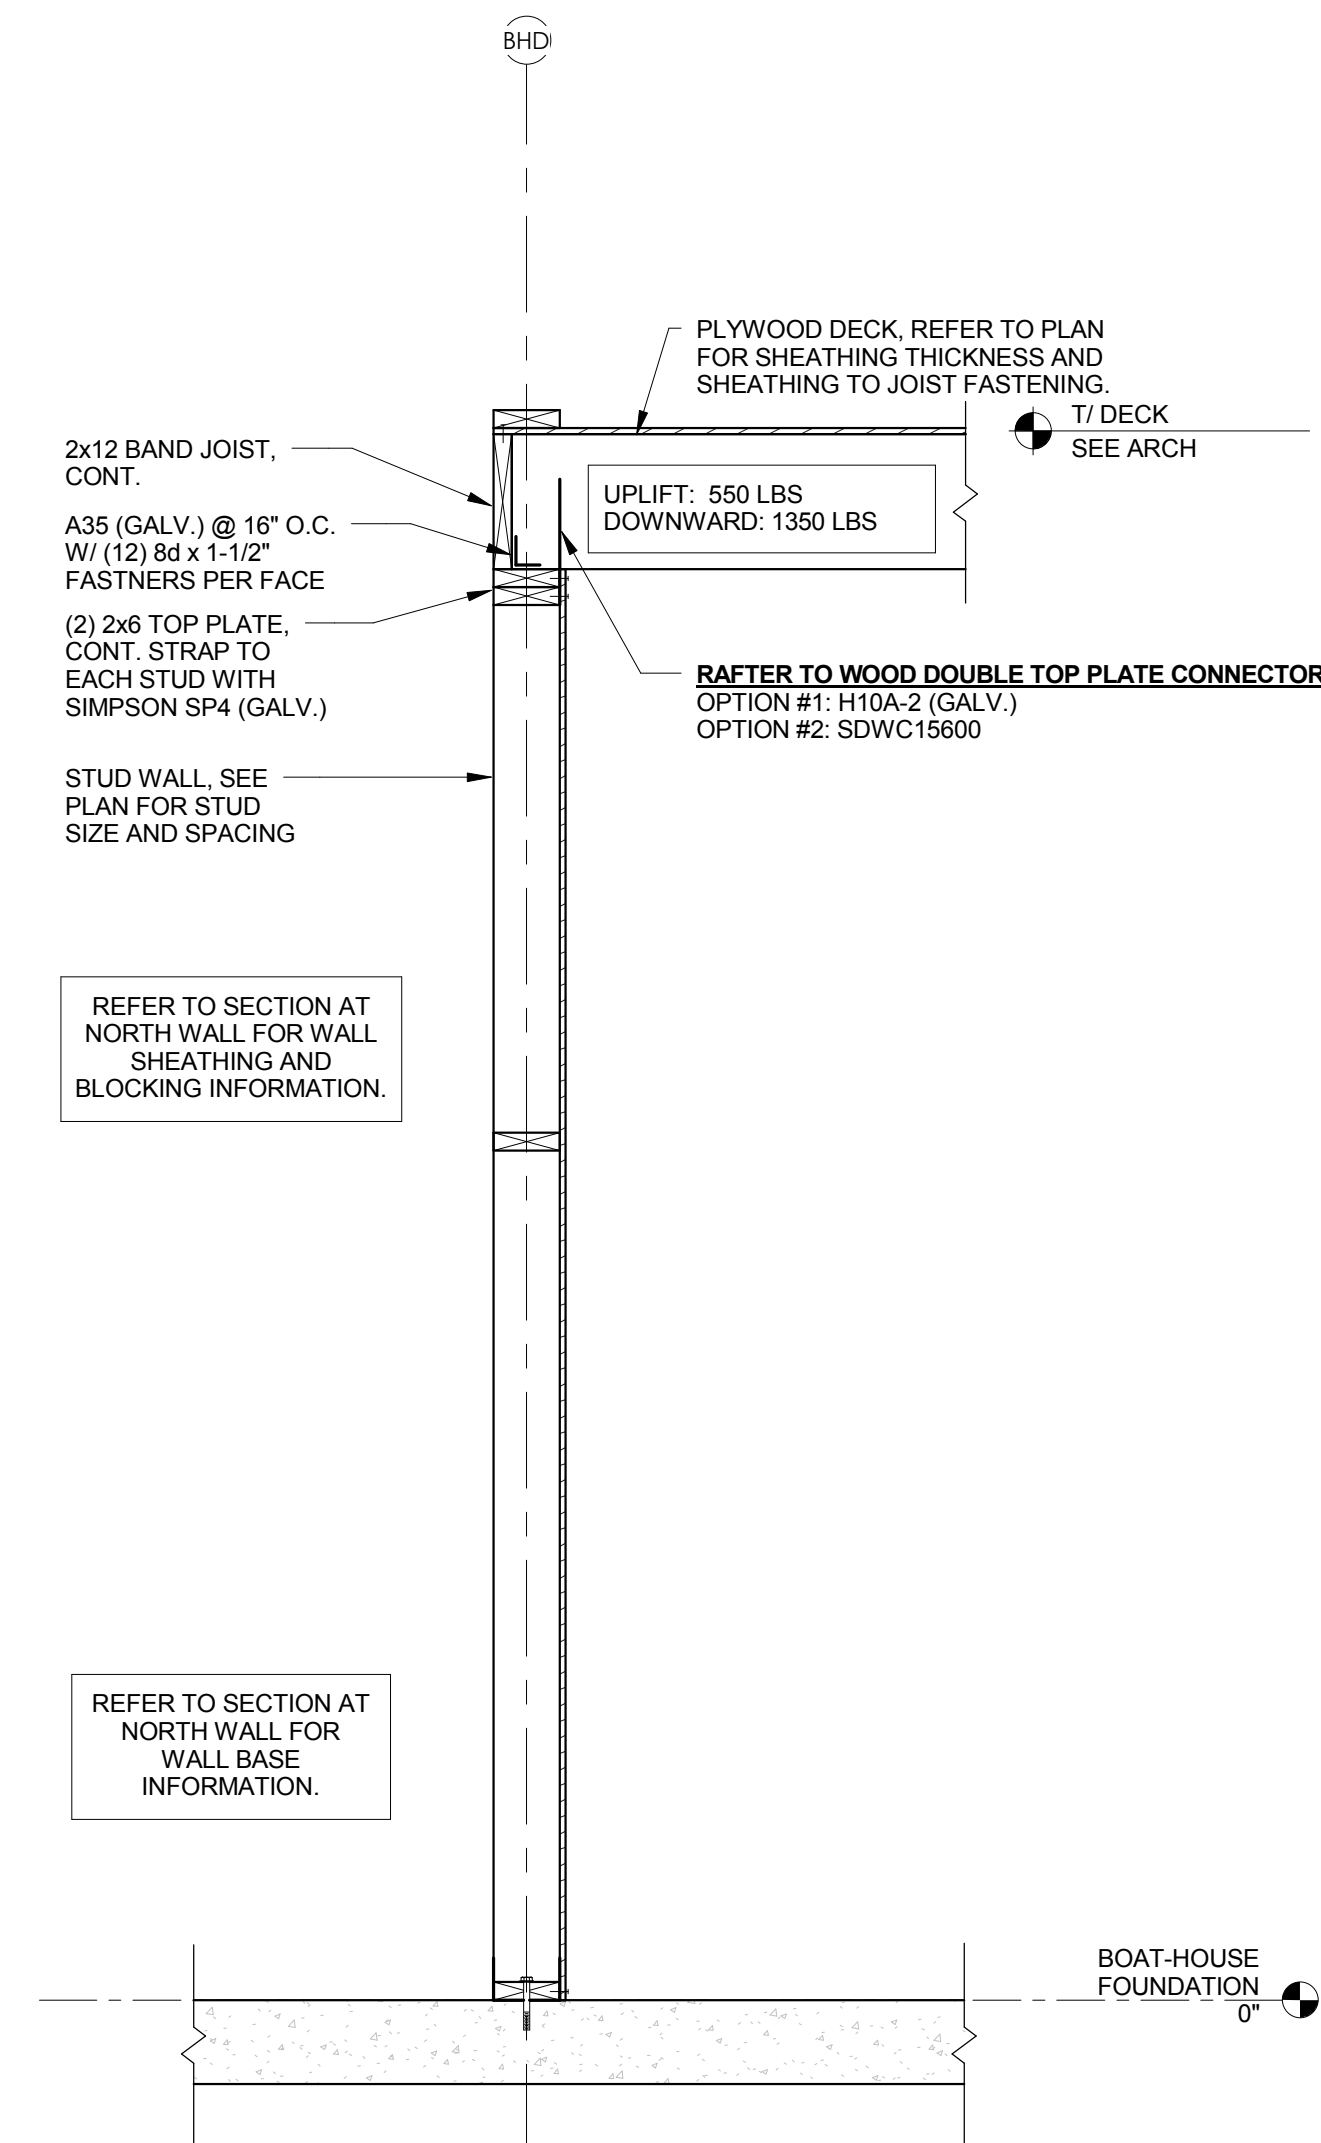 BHD
PLYWOOD DECK, REFER TO PLAN
FOR SHEATHING THICKNESS AND
SHEATHING TO JOIST FASTENING.
T/ DECK
SEE ARCH
2x12 BAND JOIST,
CONT.
UPLIFT: 550 LBS
DOWNWARD: 1350 LBS
A35 (GALV.) @ 16" O.C.
W/ (12) 8d x 1-1/2"
FASTNERS PER FACE
(2) 2x6 TOP PLATE,
CONT. STRAP TO
EACH STUD WITH
SIMPSON SP4 (GALV.)
RAFTER TO WOOD DOUBLE TOP PLATE CONNECTOR
OPTION #1: H10A-2 (GALV.)
OPTION #2: SDWC15600
STUD WALL, SEE
PLAN FOR STUD
SIZE AND SPACING
REFER TO SECTION AT
NORTH WALL FOR WALL
SHEATHING AND
BLOCKING INFORMATION.
REFER TO SECTION AT
NORTH WALL FOR
WALL BASE
INFORMATION.
BOAT-HOUSE
FOUNDATION
0"